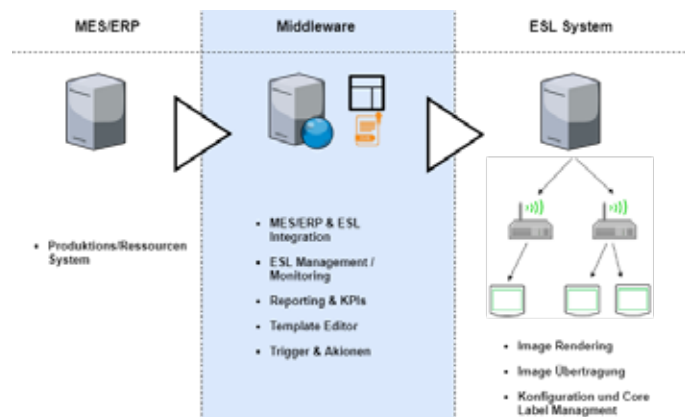 MES/ERP
Middleware
ESL System
• Produktions/Ressourcen
System
• MES/ERP & ESL
Integration
• ESL Management /
Monitoring
• Reporting & KPIs
• Template Editor
• Trigger & Akionen
• Image Rendering
• Image Übertragung
• Konfiguration und Core
Label Managment